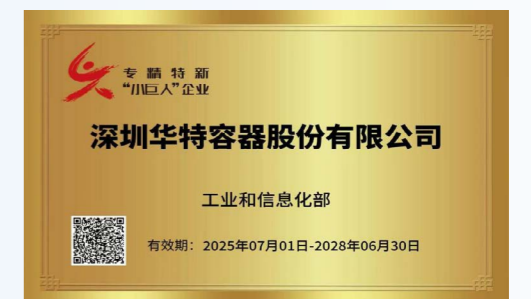 专精特新
“小巨人”企业
深圳华特容器股份有限公司
工业和信息化部
有效期：2025年07月01日-2028年06月30日